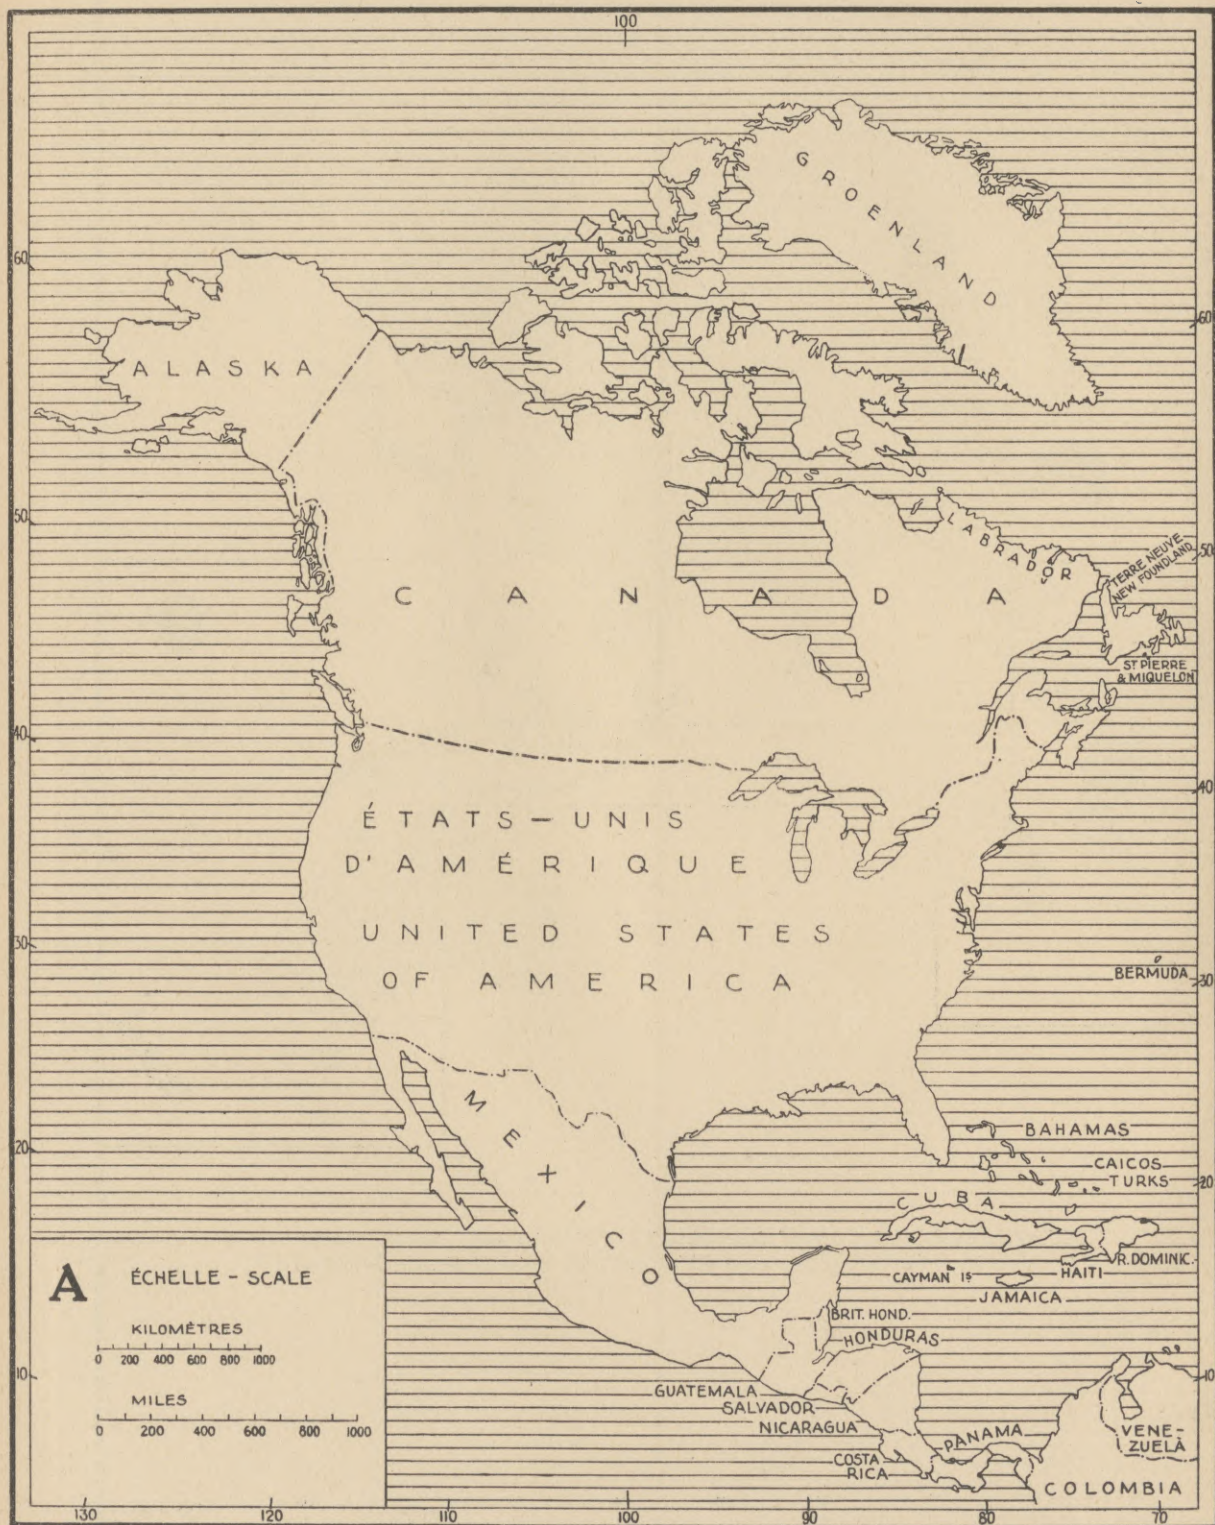 100
GROENLAND
60
ALASKA
60
50
LABRADOR
50
TERRE NEUVE
NEW FOUNDLAND
CANADA
ST PIERRE
& MIQUELON
40
40
ÉTATS-UNIS
D'AMÉRIQUE
UNITED STATES
OF AMERICA
30
BERMUDA
30
MEXICO
BAHAMAS
20
CAICOS
TURKS
20
CUBA
R. DOMINIC.
HAITI
CAYMAN IS
JAMAICA
A
ÉCHELLE - SCALE
KILOMÈTRES
0 200 400 600 800 1000
MILES
0 200 400 600 800 1000
BRIT. HOND.
HONDURAS
10
10
GUATEMALA
SALVADOR
NICARAGUA
COSTA
RICA
PANAMA
VENE-
ZUELÀ
COLOMBIA
130 120 110 100 90 80 70